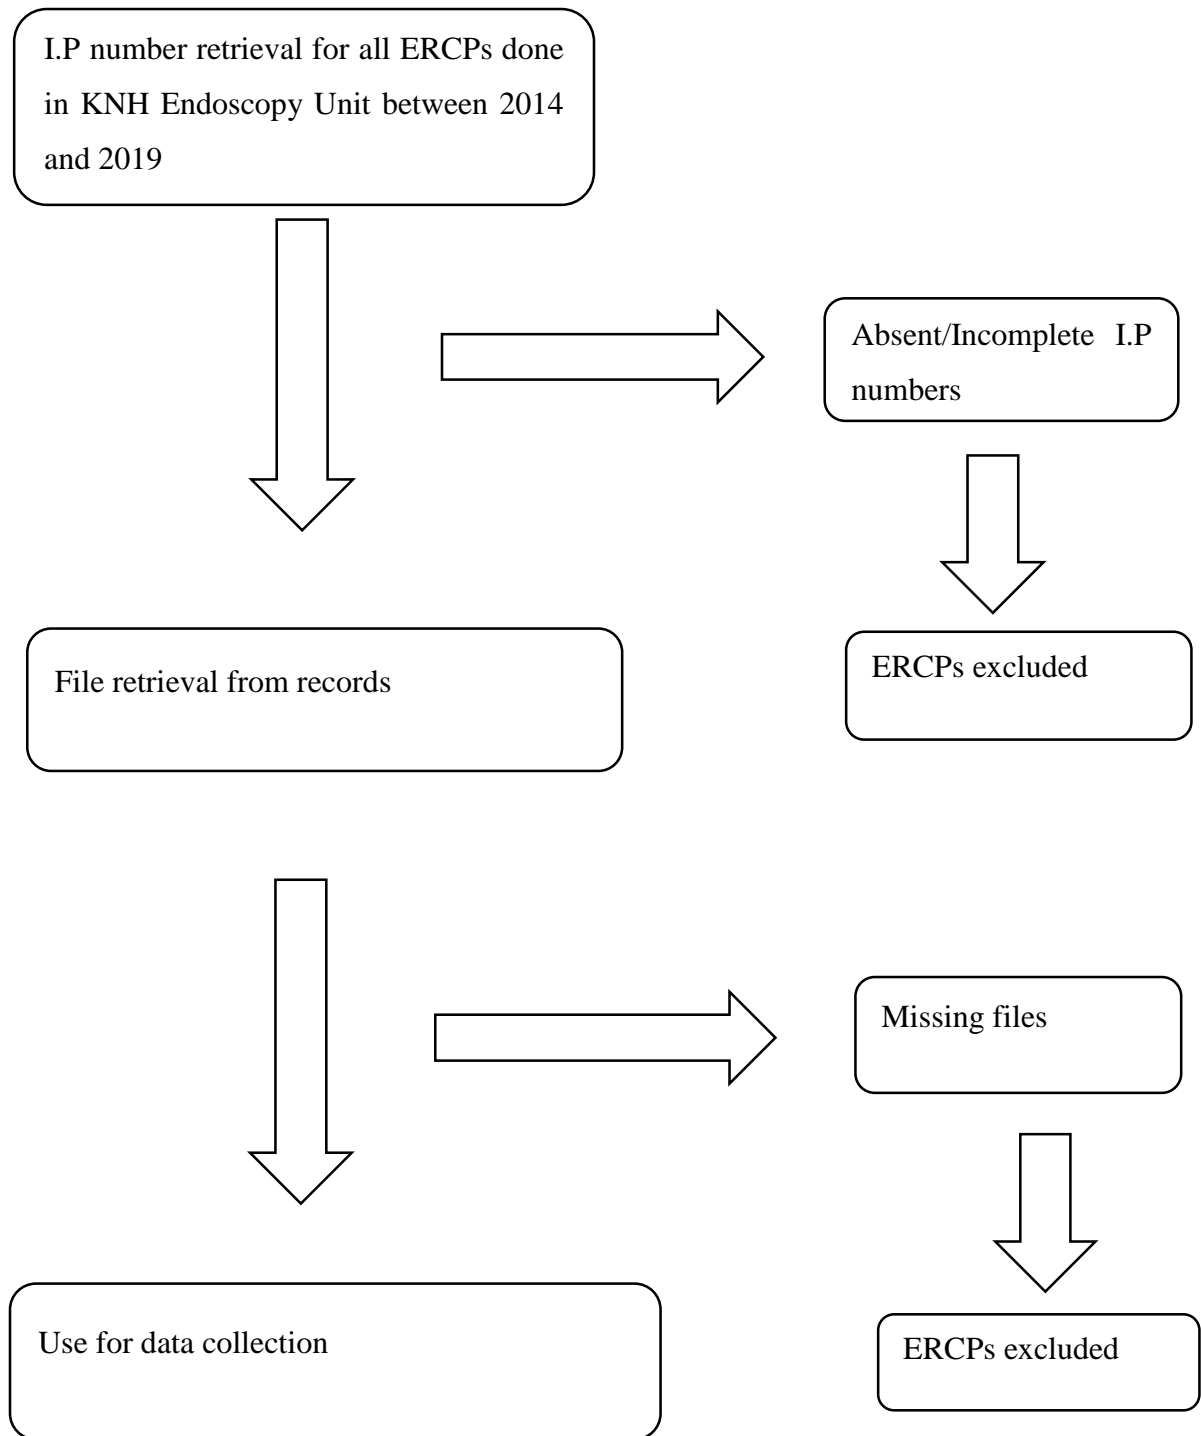 I.P number retrieval for all ERCPs done
in KNH Endoscopy Unit between 2014
and 2019
Absent/Incomplete I.P
numbers
File retrieval from records
ERCPs excluded
Missing files
Use for data collection
ERCPs excluded